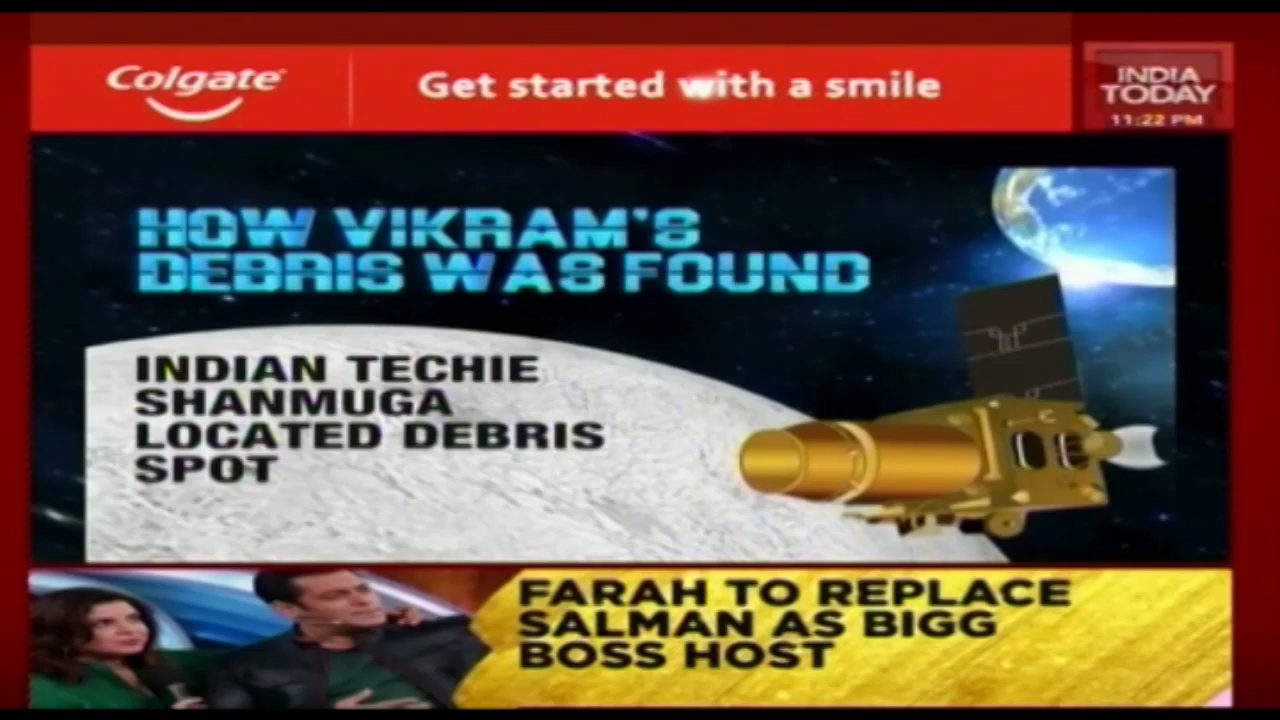 Colgate
Get started with a smile
INDIA
TODAY
11:22 PM
HOW VIKRAM'S
DEBRIS WAS FOUND
INDIAN TECHIE
SHANMUGA
LOCATED DEBRIS
SPOT
FARAH TO REPLACE
SALMAN AS BIGG
BOSS HOST